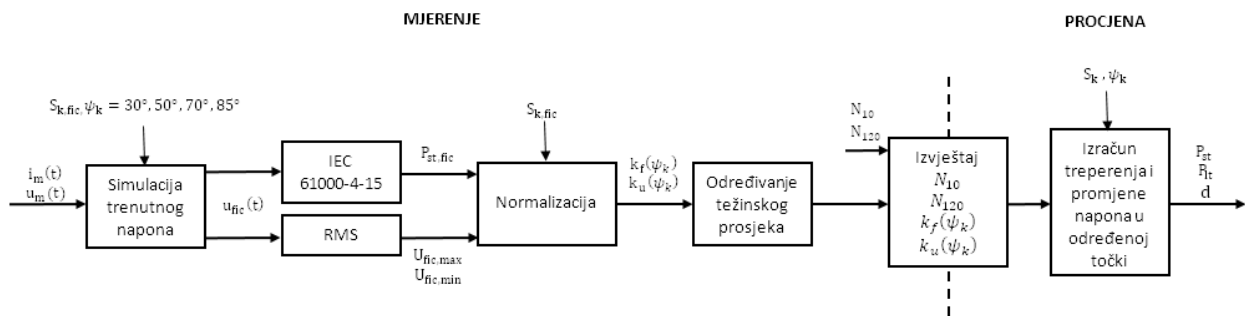 MJERENJE
PROCJENA
S_k,fic, ψ_k = 30°, 50°, 70°, 85°
i_m(t)
u_m(t)
Simulacija
trenutnog
napona
u_fic(t)
IEC
61000-4-15
RMS
P_st,fic
U_fic,max
U_fic,min
S_k,fic
Normalizacija
k_f(ψ_k)
k_u(ψ_k)
Određivanje
težinskog
prosjeka
N_10
N_120
Izvještaj
N_10
N_120
k_f(ψ_k)
k_u(ψ_k)
S_k , ψ_k
Izračun
treperenja i
promjene
napona u
određenoj
točki
P_st
P_lt
d